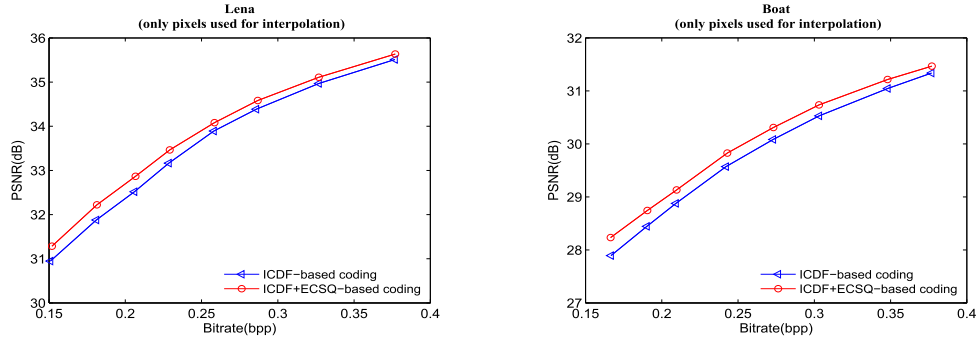 Lena
(only pixels used for interpolation)
36
35
34
33
32
31
30
PSNR(dB)
ICDF−based coding
ICDF+ECSQ−based coding
0.15 0.2 0.25 0.3 0.35 0.4
Bitrate(bpp)
Boat
(only pixels used for interpolation)
32
31
30
29
28
27
PSNR(dB)
ICDF−based coding
ICDF+ECSQ−based coding
0.15 0.2 0.25 0.3 0.35 0.4
Bitrate(bpp)